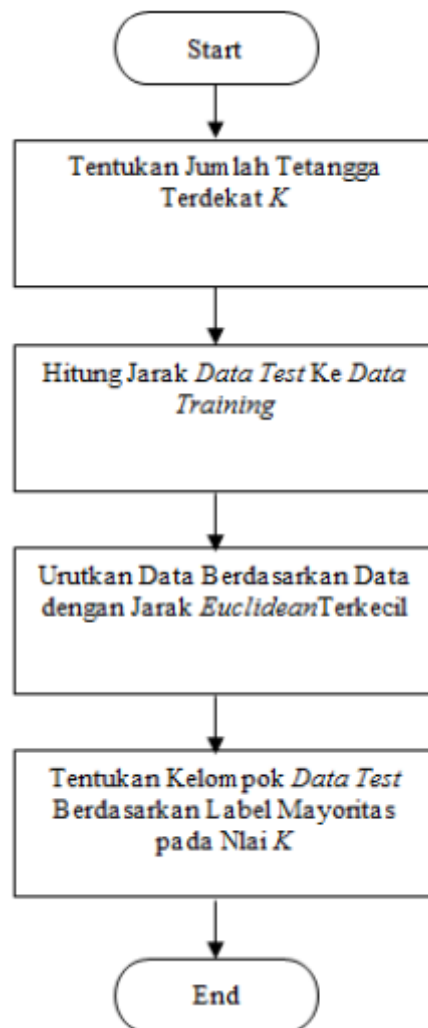 Start
Tentukan Jumlah Tetangga
Terdekat K
Hitung Jarak Data Test Ke Data
Training
Urutkan Data Berdasarkan Data
dengan Jarak EuclideanTerkecil
Tentukan Kelompok Data Test
Berdasarkan Label Mayoritas
pada Nlai K
End